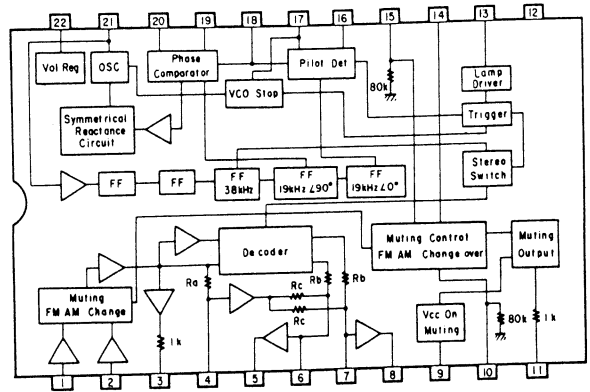 22 21 20 19 18 17 16 15 14 13 12
Vol Reg
OSC
Phase
Comparator
Pilot Det
VCO Stop
80k
Lamp
Driver
Trigger
Symmetrical
Reactance
Circuit
Stereo
Switch
FF
FF
FF
38kHz
FF
19kHz∠90°
FF
19kHz∠0°
Decoder
Muting Control
FM AM Change over
Muting
Output
Ra
Rc
Rb
Rb
Rc
Muting
FM AM Change
1k
Vcc On
Muting
80k
1k
1 2 3 4 5 6 7 8 9 10 11